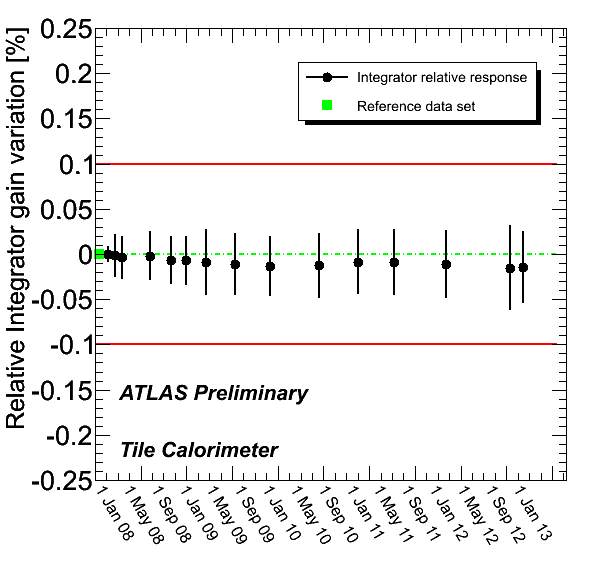 Relative Integrator gain variation [%]
0.25
0.2
0.15
0.1
0.05
0
-0.05
-0.1
-0.15
-0.2
-0.25
Integrator relative response
Reference data set
ATLAS Preliminary
Tile Calorimeter
1 Jan 08
1 May 08
1 Sep 08
1 Jan 09
1 May 09
1 Sep 09
1 Jan 10
1 May 10
1 Sep 10
1 Jan 11
1 May 11
1 Sep 11
1 Jan 12
1 May 12
1 Sep 12
1 Jan 13